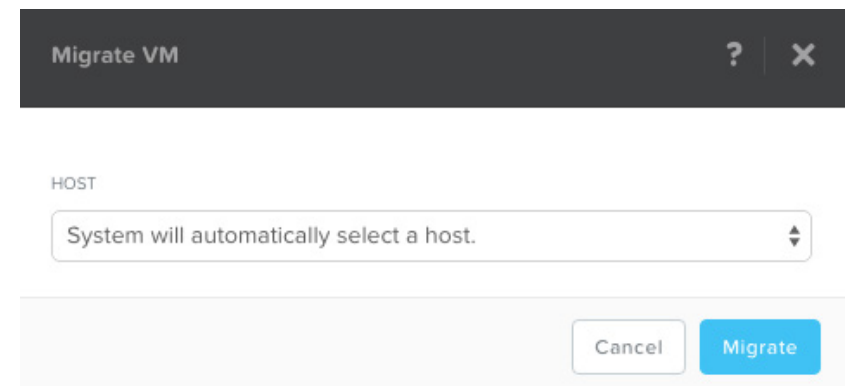 Migrate VM ?
HOST
System will automatically select a host.
Cancel Migrate